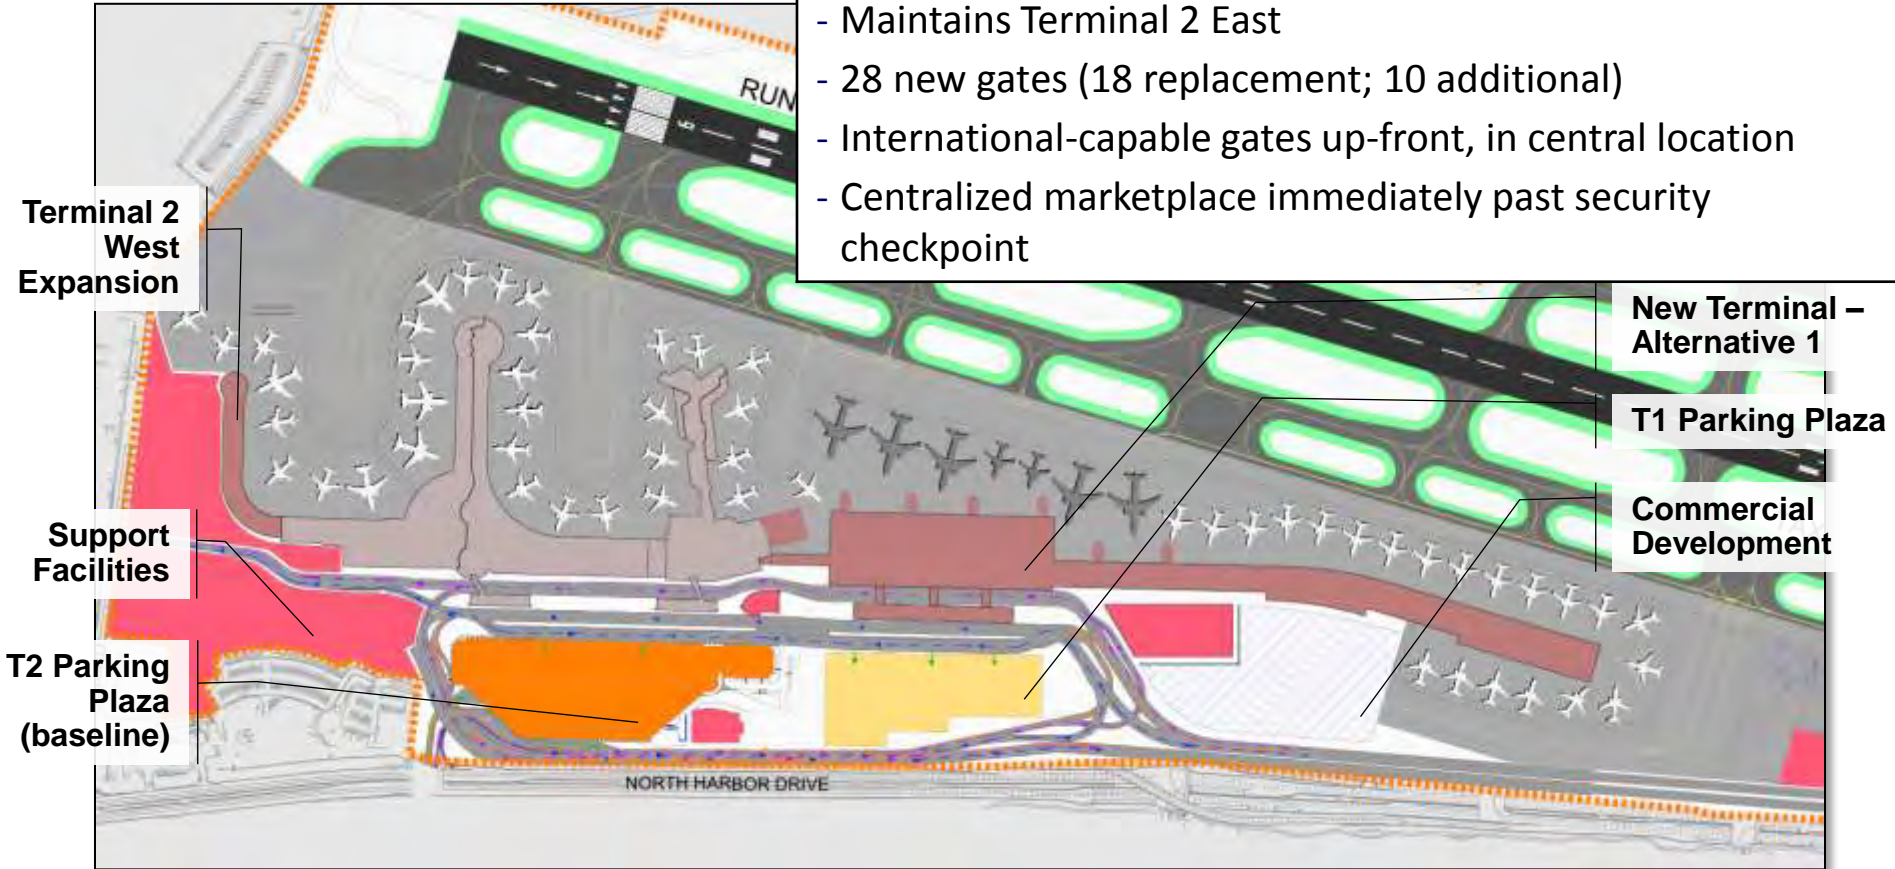 - Maintains Terminal 2 East
- 28 new gates (18 replacement; 10 additional)
- International-capable gates up-front, in central location
- Centralized marketplace immediately past security
checkpoint
RUN
Terminal 2
West
Expansion
New Terminal –
Alternative 1
T1 Parking Plaza
Commercial
Development
Support
Facilities
T2 Parking
Plaza
(baseline)
NORTH HARBOR DRIVE